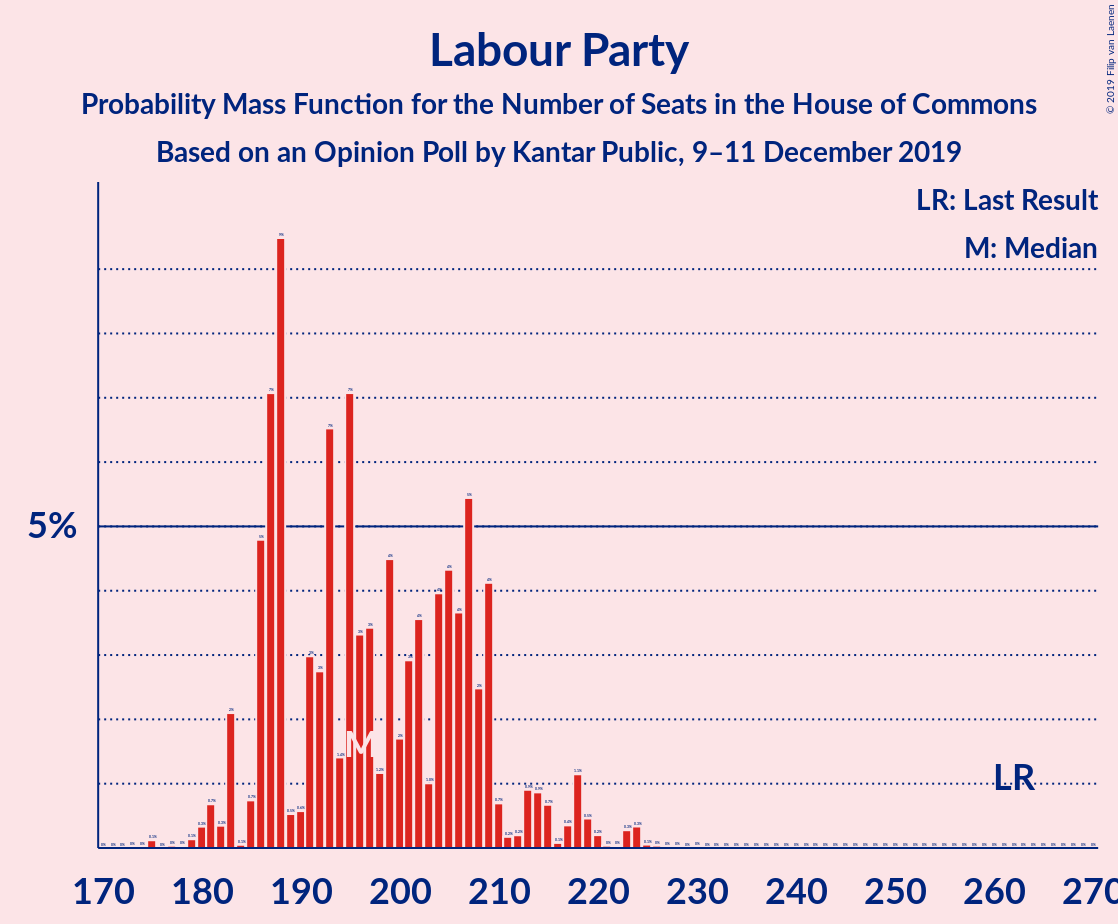 Labour Party
Probability Mass Function for the Number of Seats in the House of Commons
Based on an Opinion Poll by Kantar Public, 9–11 December 2019
© 2019 Filip van Laenen
LR: Last Result
M: Median
5%
M
LR
170 180 190 200 210 220 230 240 250 260 270